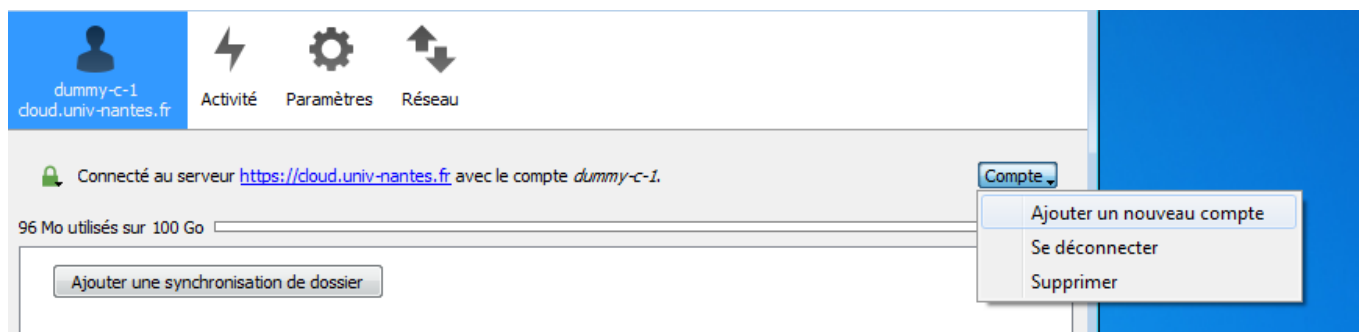 dummy-c-1
cloud.univ-nantes.fr
Activité
Paramètres
Réseau
Connecté au serveur https://cloud.univ-nantes.fr avec le compte dummy-c-1.
Compte
Ajouter un nouveau compte
96 Mo utilisés sur 100 Go
Se déconnecter
Ajouter une synchronisation de dossier
Supprimer